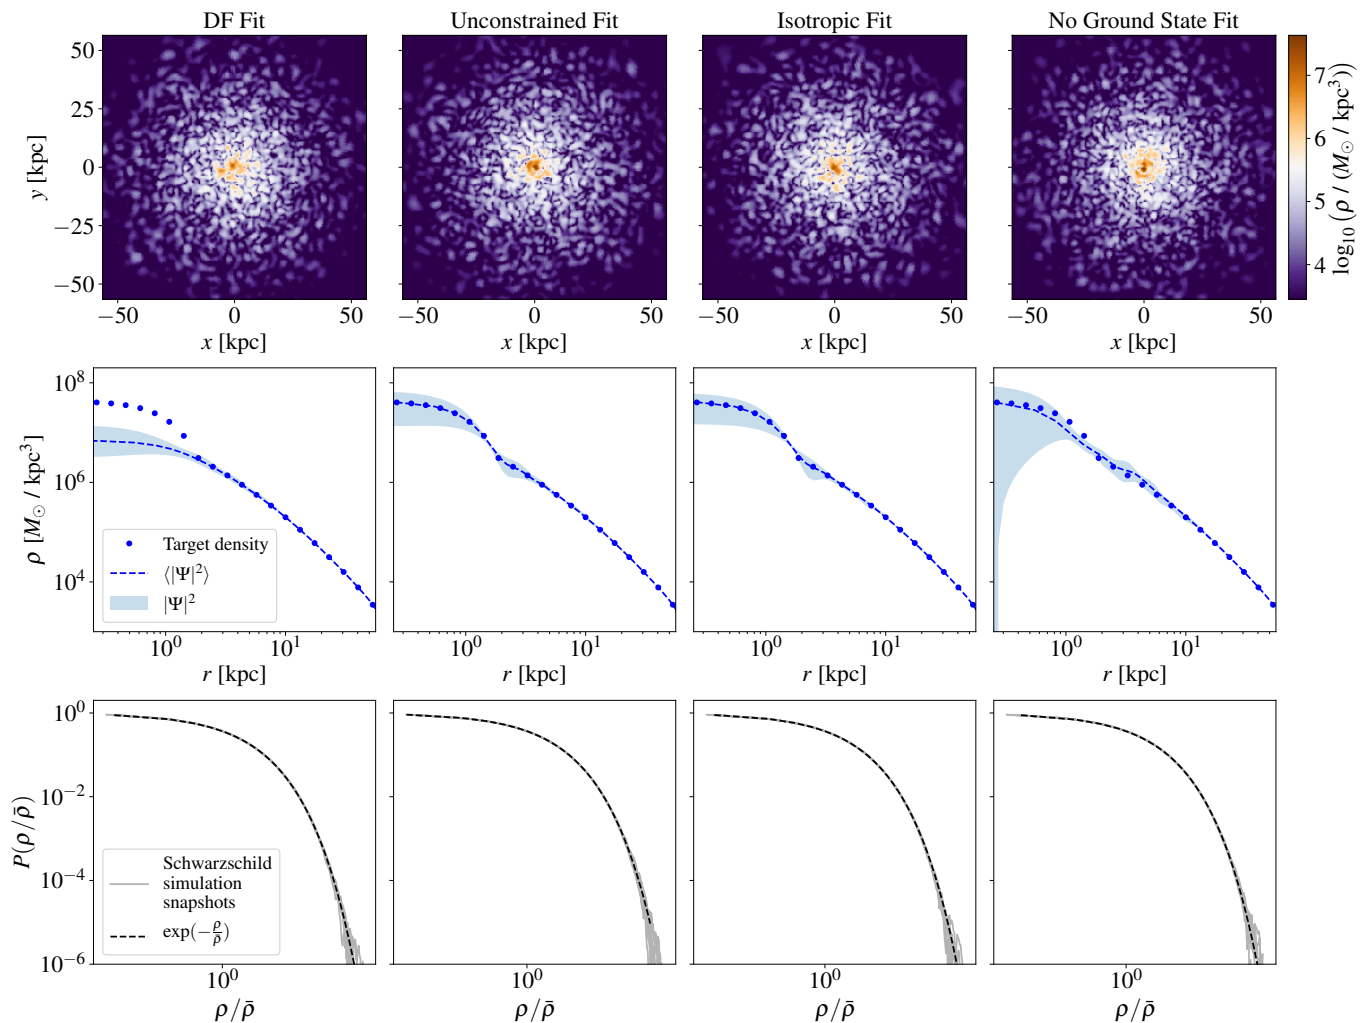 DF Fit
Unconstrained Fit
Isotropic Fit
No Ground State Fit
50
25
0
−25
−50
y [kpc]
−50 0 50
−50 0 50
−50 0 50
−50 0 50
x [kpc]
x [kpc]
x [kpc]
x [kpc]
7
6
5
4
log₁₀(ρ / (M⊙ / kpc³))
10⁸
10⁶
10⁴
ρ [M⊙ / kpc³]
Target density
⟨|Ψ|²⟩
|Ψ|²
10⁰ 10¹
10⁰ 10¹
10⁰ 10¹
10⁰ 10¹
r [kpc]
r [kpc]
r [kpc]
r [kpc]
10⁰
10⁻²
10⁻⁴
10⁻⁶
P(ρ/ρ̄)
Schwarzschild
simulation
snapshots
exp(−ρ/ρ̄)
10⁰
10⁰
10⁰
10⁰
ρ/ρ̄
ρ/ρ̄
ρ/ρ̄
ρ/ρ̄